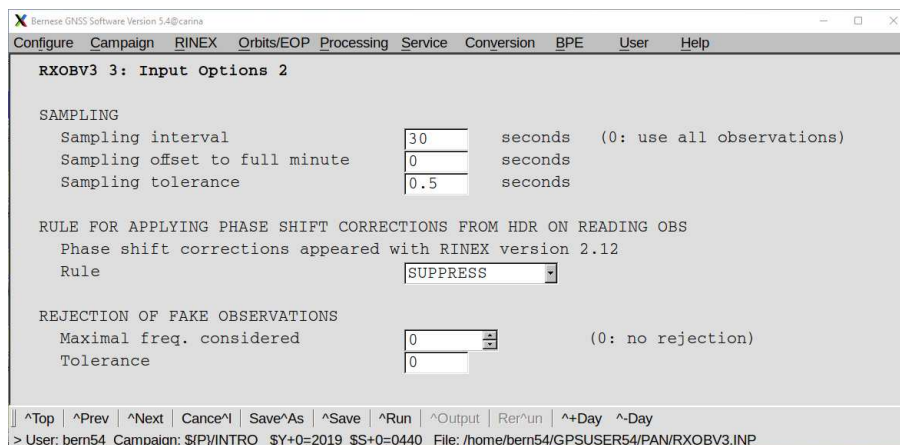 Bernese GNSS Software Version 5.4@carina
Configure Campaign RINEX Orbits/EOP Processing Service Conversion BPE User Help
RXOBV3 3: Input Options 2
SAMPLING
Sampling interval 30 seconds (0: use all observations)
Sampling offset to full minute 0 seconds
Sampling tolerance 0.5 seconds
RULE FOR APPLYING PHASE SHIFT CORRECTIONS FROM HDR ON READING OBS
Phase shift corrections appeared with RINEX version 2.12
Rule SUPPRESS
REJECTION OF FAKE OBSERVATIONS
Maximal freq. considered 0 (0: no rejection)
Tolerance 0
^Top | ^Prev | ^Next | Cance^l | Save^As | ^Save | ^Run | ^Output | Rer^un | ^+Day ^-Day
> User: bern54 Campaign: ${P}/INTRO $Y+0=2019 $S+0=0440 File: /home/bern54/GPSUSER54/PAN/RXOBV3.INP